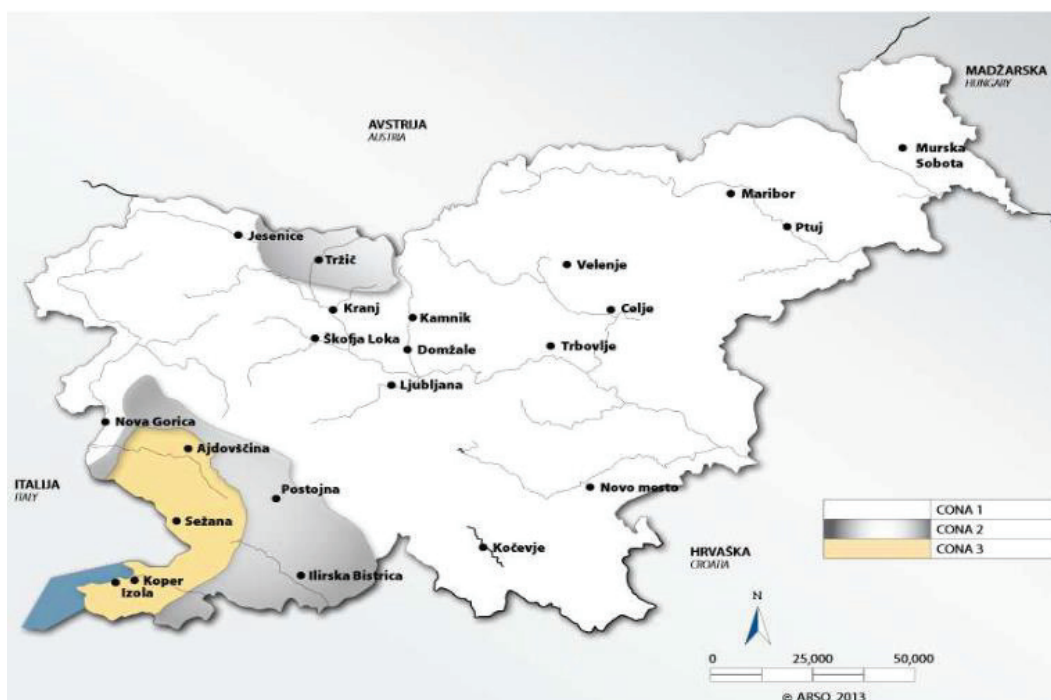 MADŽARSKA
HUNGARY
AVSTRIJA
AUSTRIA
Murska
Sobota
Maribor
Ptuj
Jesenice
Tržič
Velenje
Kranj
Kamnik
Celje
Škofja Loka
Domžale
Trbovlje
Ljubljana
Nova Gorica
Ajdovščina
ITALIJA
ITALY
Postojna
Novo mesto
Sežana
Kočevje
HRVAŠKA
CROATIA
Koper
Izola
Ilirska Bistrica
CONA 1
CONA 2
CONA 3
N
0 25,000 50,000
© ARSO, 2013